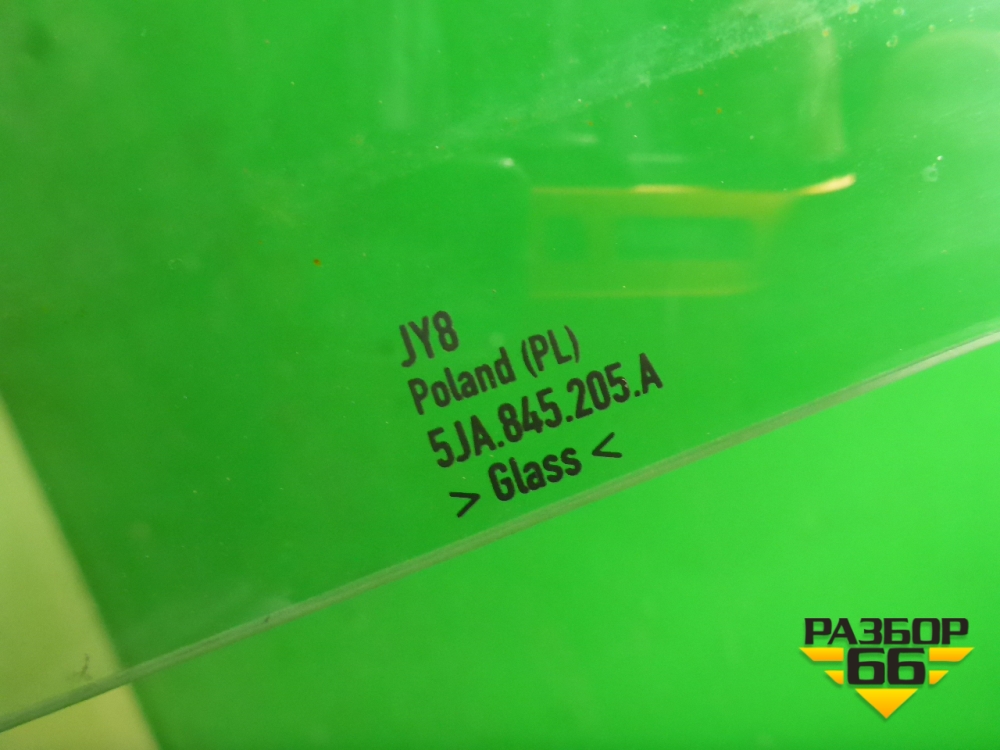 JY8
Poland (PL)
5JA.845.205.A
> Glass <
РАЗБОР
66